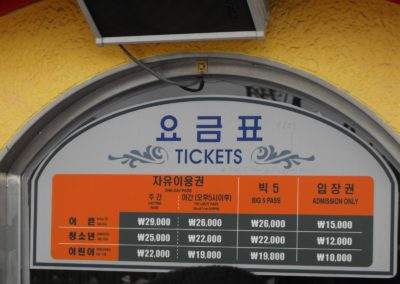 요금표
TICKETS
자유이용권 빅 5 입장권
ONE-DAY PASS
주간 야간 (오후5시이후) BIG 5 PASS ADMISSION ONLY
어른 ₩29,000 ₩26,000 ₩26,000 ₩15,000
청소년 ₩25,000 ₩22,000 ₩22,000 ₩12,000
어린이 ₩22,000 ₩19,000 ₩19,000 ₩10,000